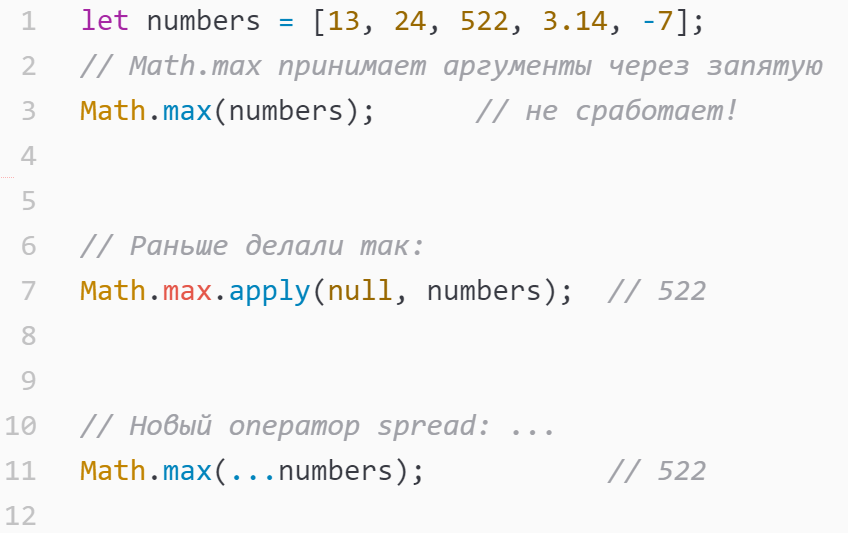 1 let numbers = [13, 24, 522, 3.14, -7];
2 // Math.max принимает аргументы через запятую
3 Math.max(numbers);      // не сработает!
4
5
6 // Раньше делали так:
7 Math.max.apply(null, numbers);  // 522
8
9
10 // Новый оператор spread: ...
11 Math.max(...numbers);           // 522
12